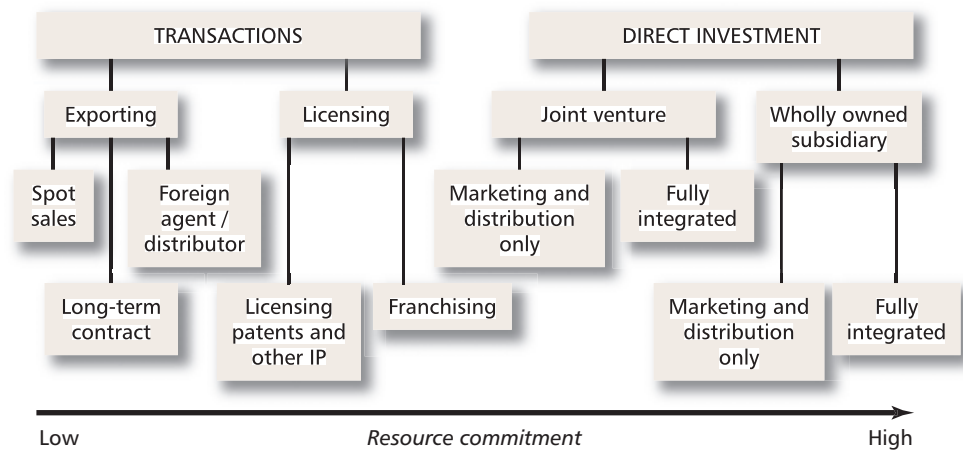 TRANSACTIONS
DIRECT INVESTMENT
Exporting
Licensing
Joint venture
Wholly owned
subsidiary
Spot
sales
Foreign
agent /
distributor
Marketing and
distribution
only
Fully
integrated
Long-term
contract
Licensing
patents and
other IP
Franchising
Marketing and
distribution
only
Fully
integrated
Low
Resource commitment
High